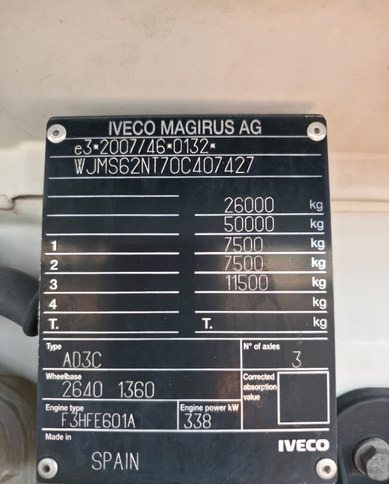 IVECO MAGIRUS AG
e3*2007/46*0132*
WJMS62NT70C407427
26000 kg
50000 kg
1 7500 kg
2 7500 kg
3 11500 kg
4 kg
T. T. kg
Type N° of axles
AD3C 3
Wheelbase Corrected absorption value
2640 1360
Engine type Engine power kW
F3HFE601A 338
Made in IVECO
SPAIN